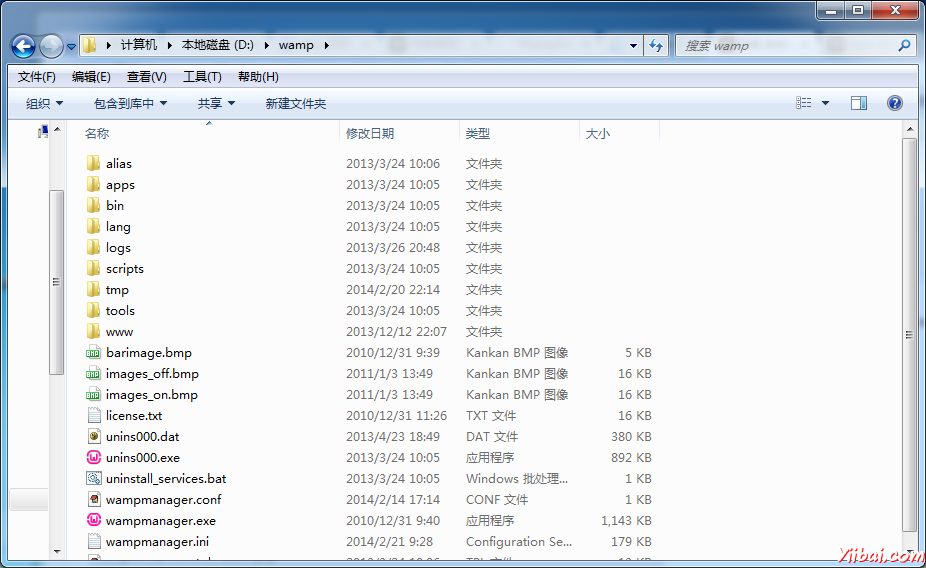 计算机 本地磁盘 (D:) wamp 搜索 wamp
文件(F) 编辑(E) 查看(V) 工具(T) 帮助(H)
组织 包含到库中 共享 新建文件夹
名称 修改日期 类型 大小
alias 2013/3/24 10:06 文件夹
apps 2013/3/24 10:05 文件夹
bin 2013/3/24 10:05 文件夹
lang 2013/3/24 10:05 文件夹
logs 2013/3/26 20:48 文件夹
scripts 2013/3/24 10:05 文件夹
tmp 2014/2/20 22:14 文件夹
tools 2013/3/24 10:05 文件夹
www 2013/12/12 22:07 文件夹
barimage.bmp 2010/12/31 9:39 Kankan BMP 图像 5 KB
images_off.bmp 2011/1/3 13:49 Kankan BMP 图像 16 KB
images_on.bmp 2011/1/3 13:49 Kankan BMP 图像 16 KB
license.txt 2010/12/31 11:26 TXT 文件 16 KB
unins000.dat 2013/4/23 18:49 DAT 文件 380 KB
unins000.exe 2013/3/24 10:05 应用程序 892 KB
uninstall_services.bat 2013/3/24 10:05 Windows 批处理... 1 KB
wampmanager.conf 2014/2/14 17:14 CONF 文件 1 KB
wampmanager.exe 2010/12/31 9:40 应用程序 1,143 KB
wampmanager.ini 2014/2/21 9:28 Configuration Se... 179 KB
Yiibai.com